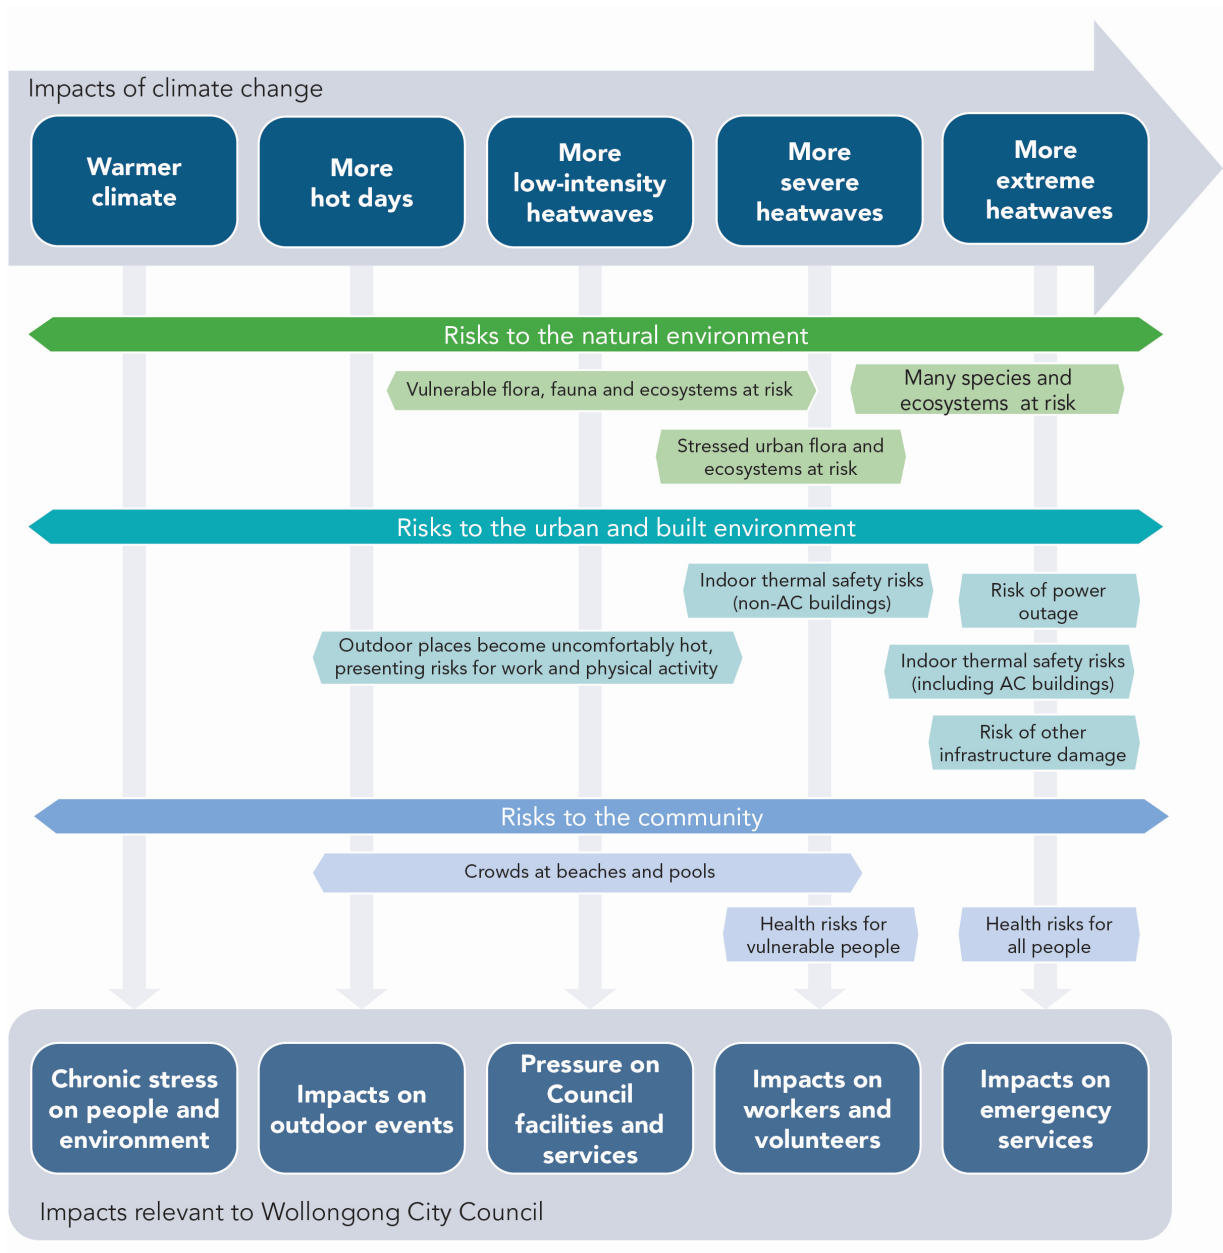 Impacts of climate change
Warmer
climate
More
hot days
More
low-intensity
heatwaves
More
severe
heatwaves
More
extreme
heatwaves
Risks to the natural environment
Vulnerable flora, fauna and ecosystems at risk
Many species and
ecosystems  at risk
Stressed urban flora and
ecosystems at risk
Risks to the urban and built environment
Indoor thermal safety risks
(non-AC buildings)
Risk of power
outage
Outdoor places become uncomfortably hot,
presenting risks for work and physical activity
Indoor thermal safety risks
(including AC buildings)
Risk of other
infrastructure damage
Risks to the community
Crowds at beaches and pools
Health risks for
vulnerable people
Health risks for
all people
Chronic stress
on people and
environment
Impacts on
outdoor events
Pressure on
Council
facilities and
services
Impacts on
workers and
volunteers
Impacts on
emergency
services
Impacts relevant to Wollongong City Council